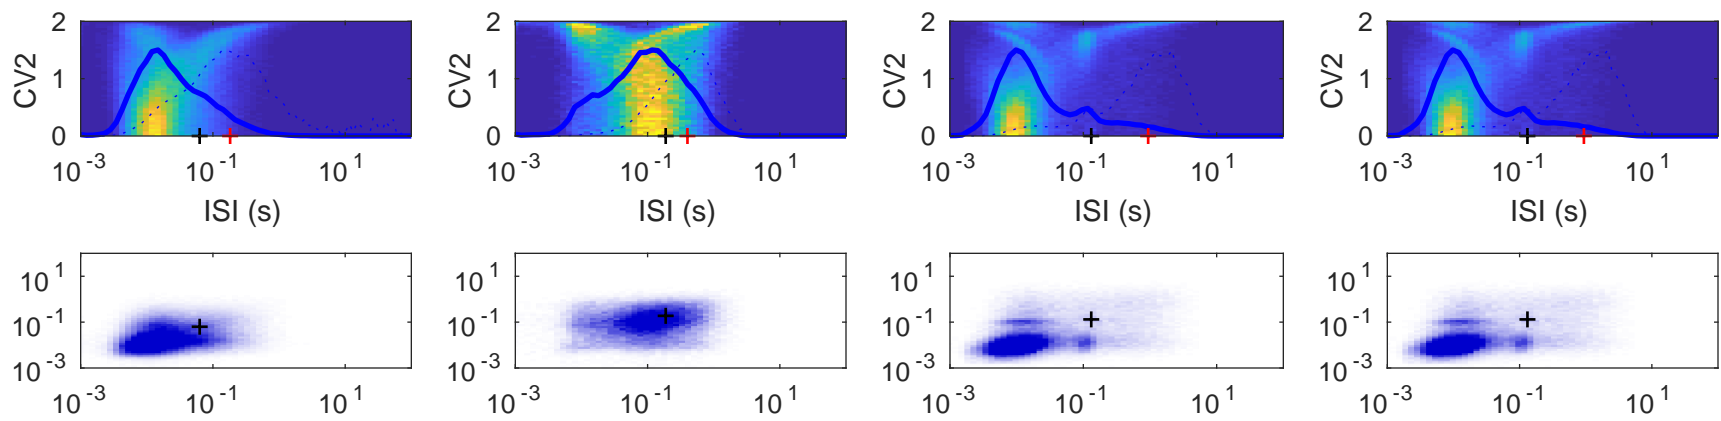 2 2 2 2
CV2 1 CV2 1 CV2 1 CV2 1
0 0 0 0
10^-3 10^-1 10^1 10^-3 10^-1 10^1 10^-3 10^-1 10^1 10^-3 10^-1 10^1
ISI (s) ISI (s) ISI (s) ISI (s)
10^1 10^1 10^1 10^1
10^-1 10^-1 10^-1 10^-1
10^-3 10^-3 10^-3 10^-3
10^-3 10^-1 10^1 10^-3 10^-1 10^1 10^-3 10^-1 10^1 10^-3 10^-1 10^1